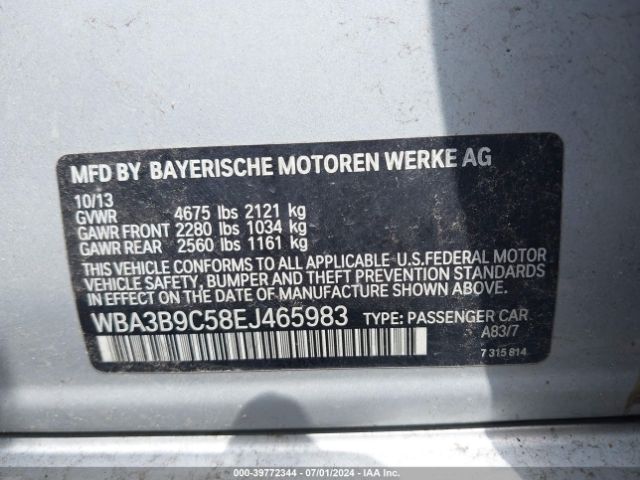 MFD BY BAYERISCHE MOTOREN WERKE AG
10/13
GVWR 4675 lbs 2121 kg
GAWR FRONT 2280 lbs 1034 kg
GAWR REAR 2560 lbs 1161 kg
THIS VEHICLE CONFORMS TO ALL APPLICABLE U.S.FEDERAL MOTOR
VEHICLE SAFETY, BUMPER AND THEFT PREVENTION STANDARDS
IN EFFECT ON THE DATE OF MANUFACTURE SHOWN ABOVE.
WBA3B9C58EJ465983 TYPE: PASSENGER CAR
A83/7
7 315 814
000-39772344 / 07/01/2024 - IAA Inc.